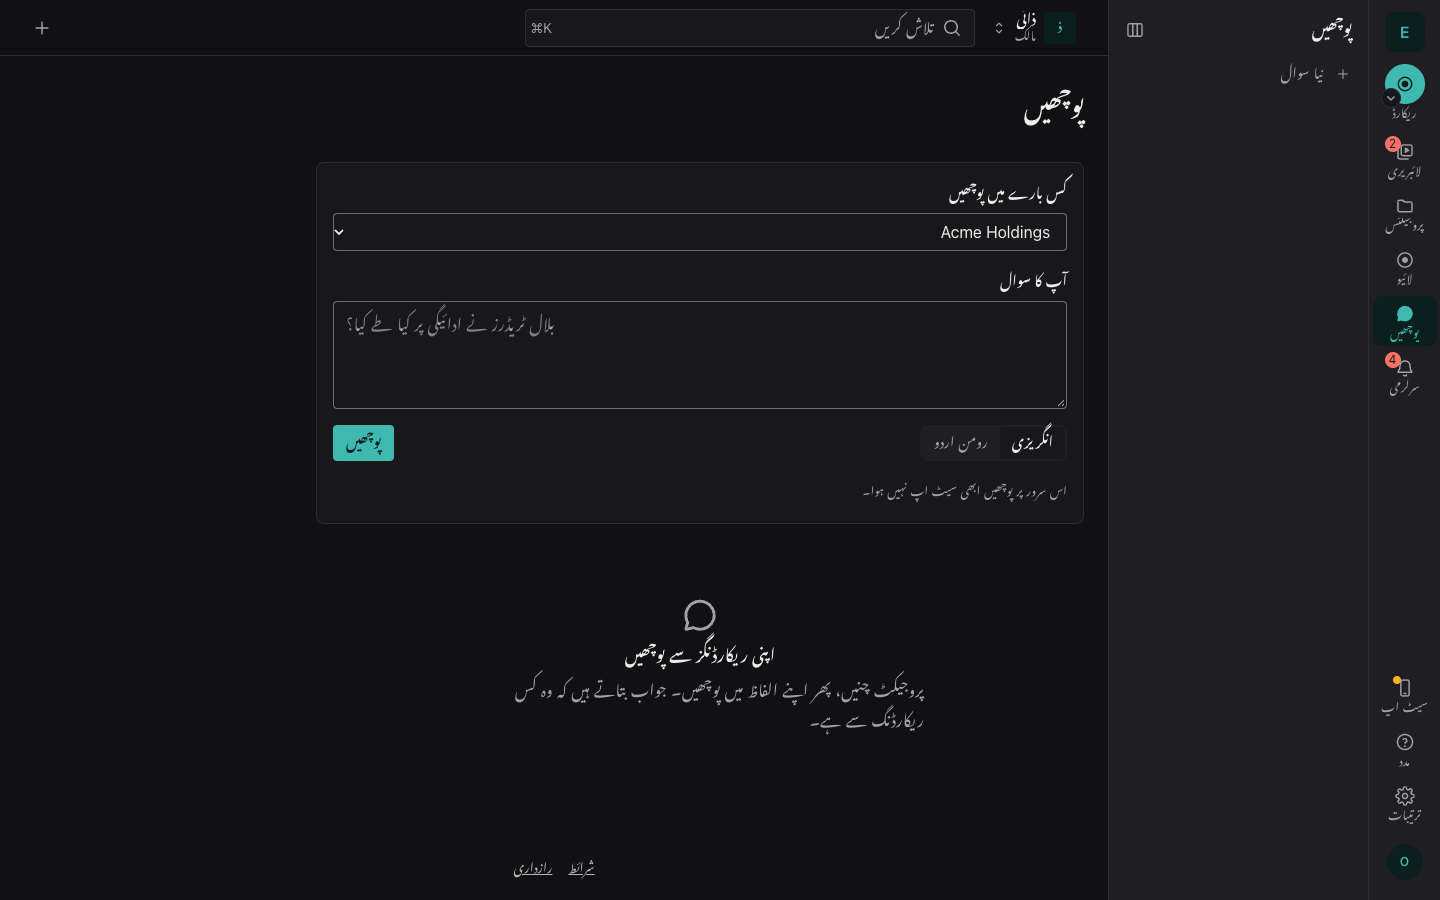 E
ریکارڈ
2
لائبریری
پروجیکٹس
لائیو
پوچھیں
4
سرگرمی
سیٹ اپ
مدد
ترتیبات
O
پوچھیں
نیا سوال
ذ
ذاتی
مالک
تلاش کریں
⌘K
پوچھیں
کس بارے میں پوچھیں
Acme Holdings
آپ کا سوال
بلال ٹریڈرز نے ادائیگی پر کیا طے کیا؟
انگریزی
رومن اردو
پوچھیں
اس سرور پر پوچھیں ابھی سیٹ اپ نہیں ہوا۔
اپنی ریکارڈنگز سے پوچھیں
پروجیکٹ چنیں، پھر اپنے الفاظ میں پوچھیں۔ جواب بتاتے ہیں کہ وہ کس
ریکارڈنگ سے ہے۔
شرائط
رازداری